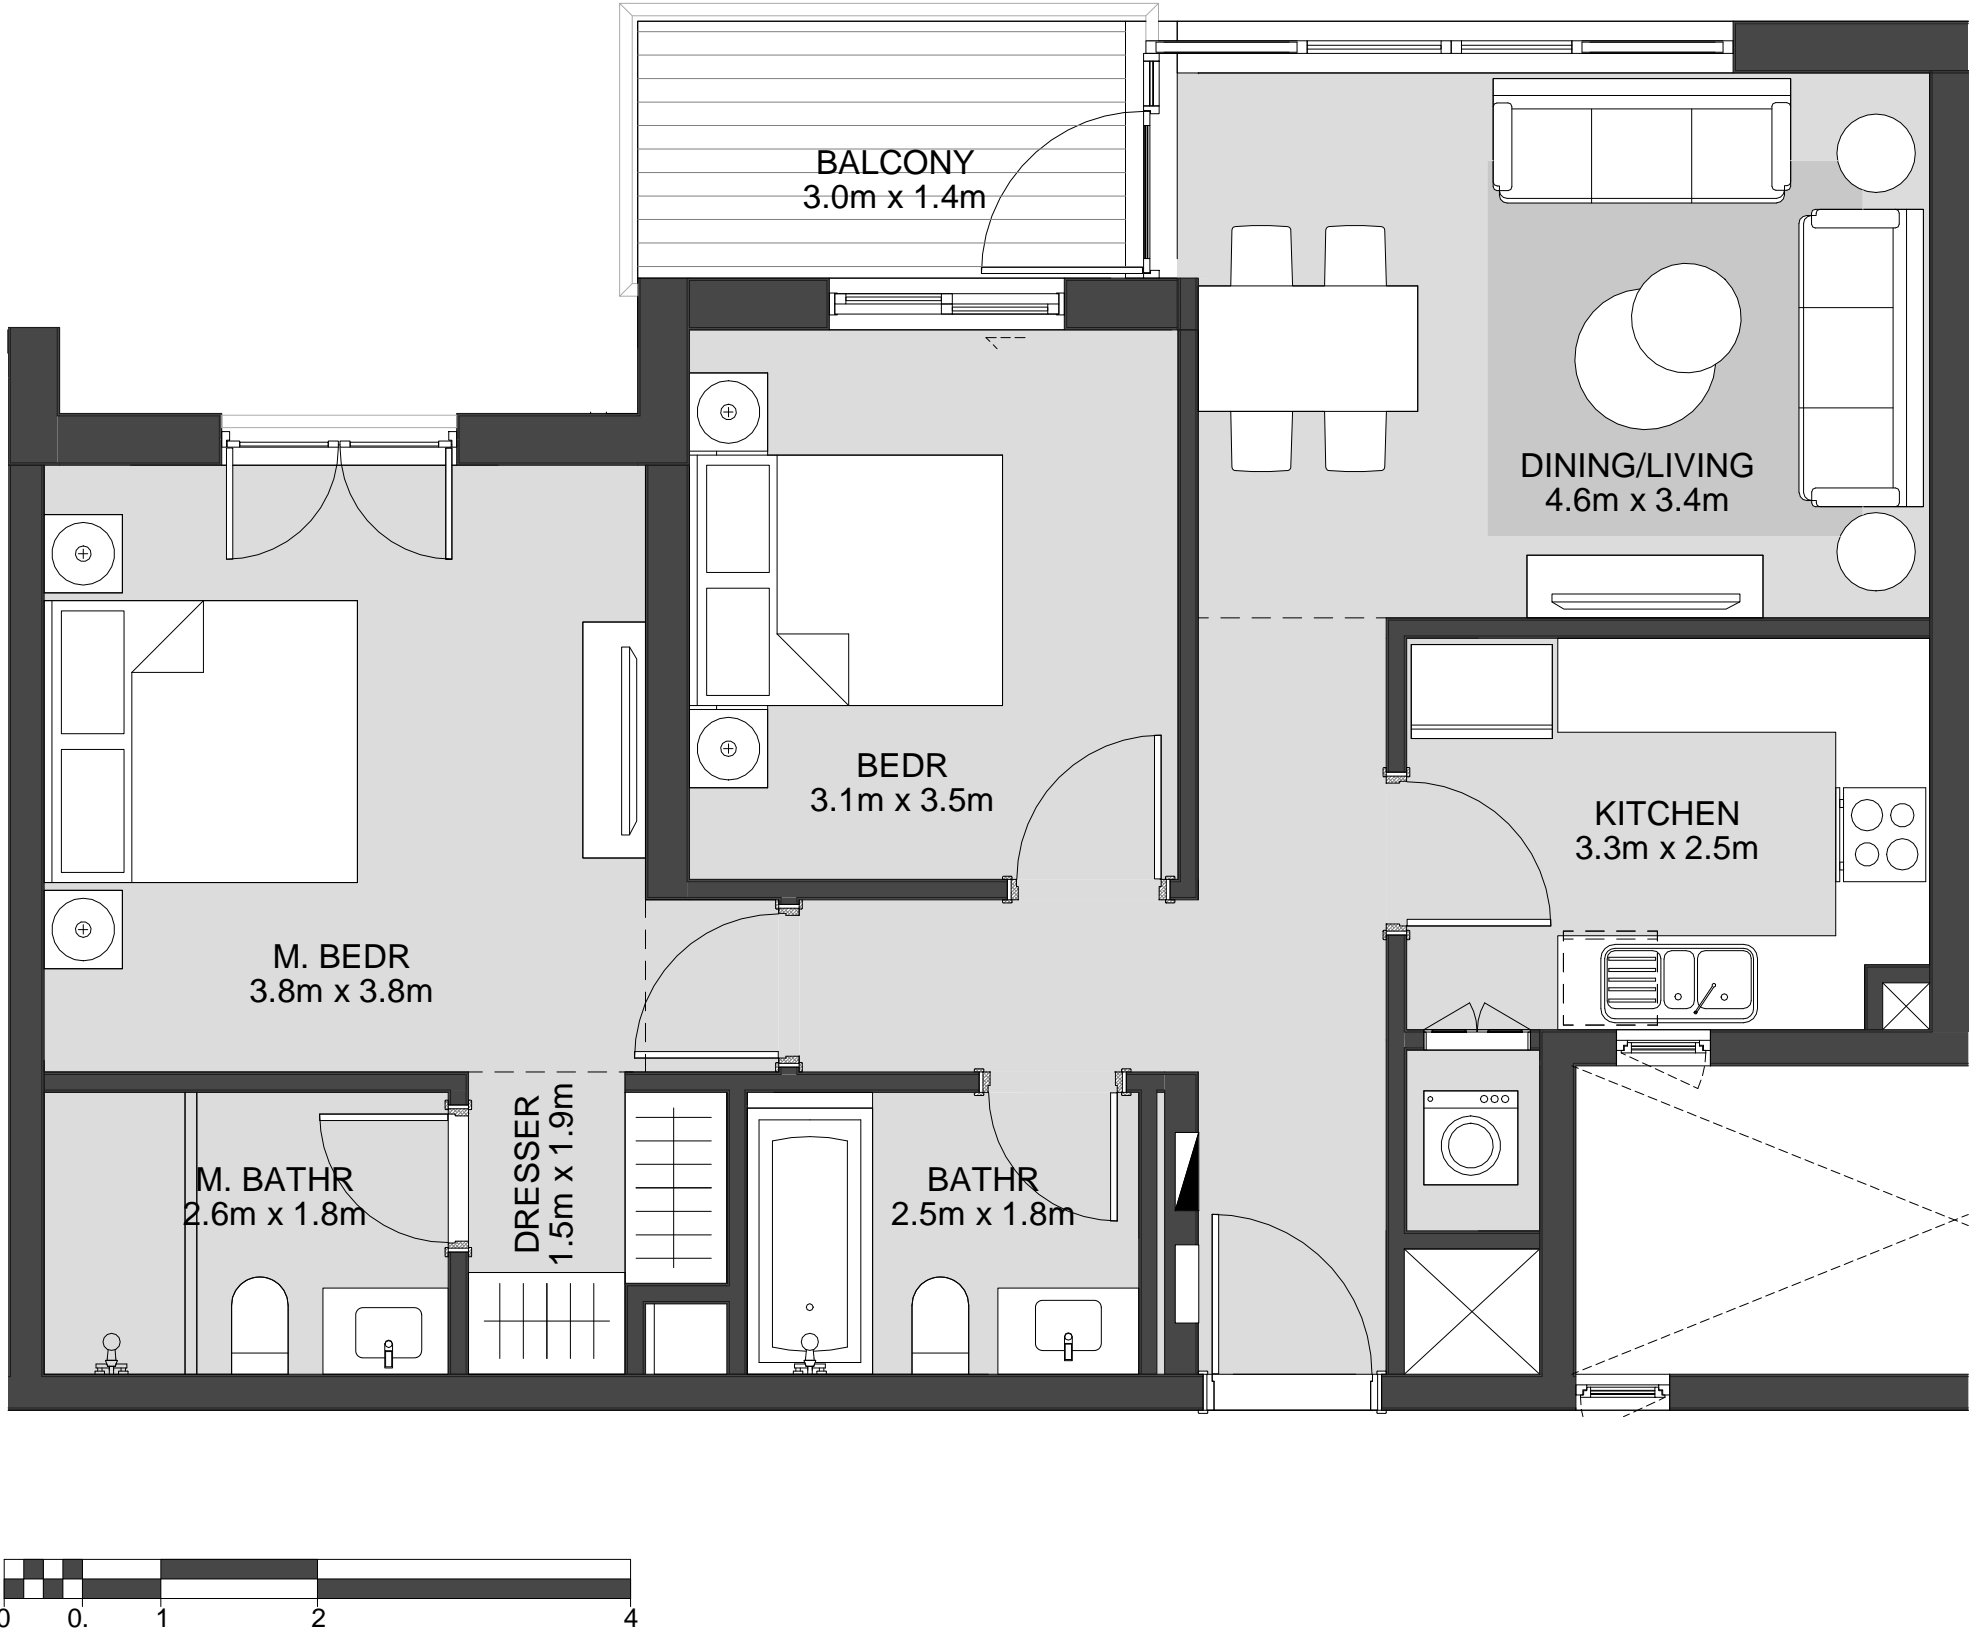 BALCONY
3.0m x 1.4m
DINING/LIVING
4.6m x 3.4m
BEDR
3.1m x 3.5m
KITCHEN
3.3m x 2.5m
M. BEDR
3.8m x 3.8m
M. BATHR
2.6m x 1.8m
DRESSER
1.5m x 1.9m
BATHR
2.5m x 1.8m
0 0. 1 2 4